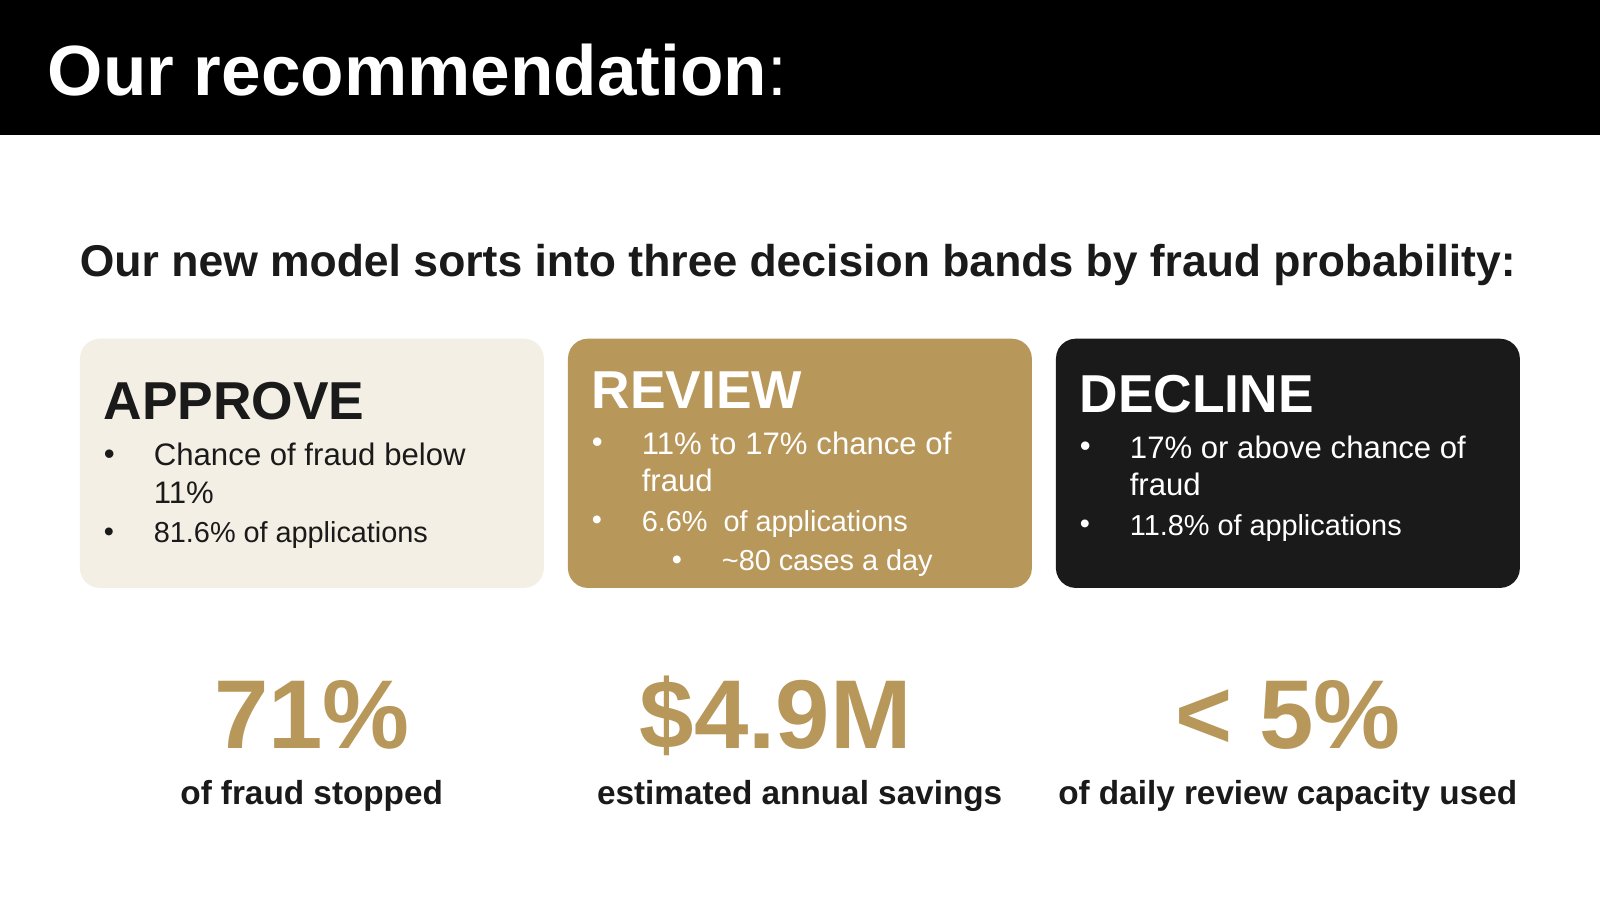 Our recommendation:
Our new model sorts into three decision bands by fraud probability:
APPROVE
• Chance of fraud below
11%
• 81.6% of applications
REVIEW
• 11% to 17% chance of
fraud
• 6.6%  of applications
• ~80 cases a day
DECLINE
• 17% or above chance of
fraud
• 11.8% of applications
71%
of fraud stopped
$4.9M
estimated annual savings
< 5%
of daily review capacity used